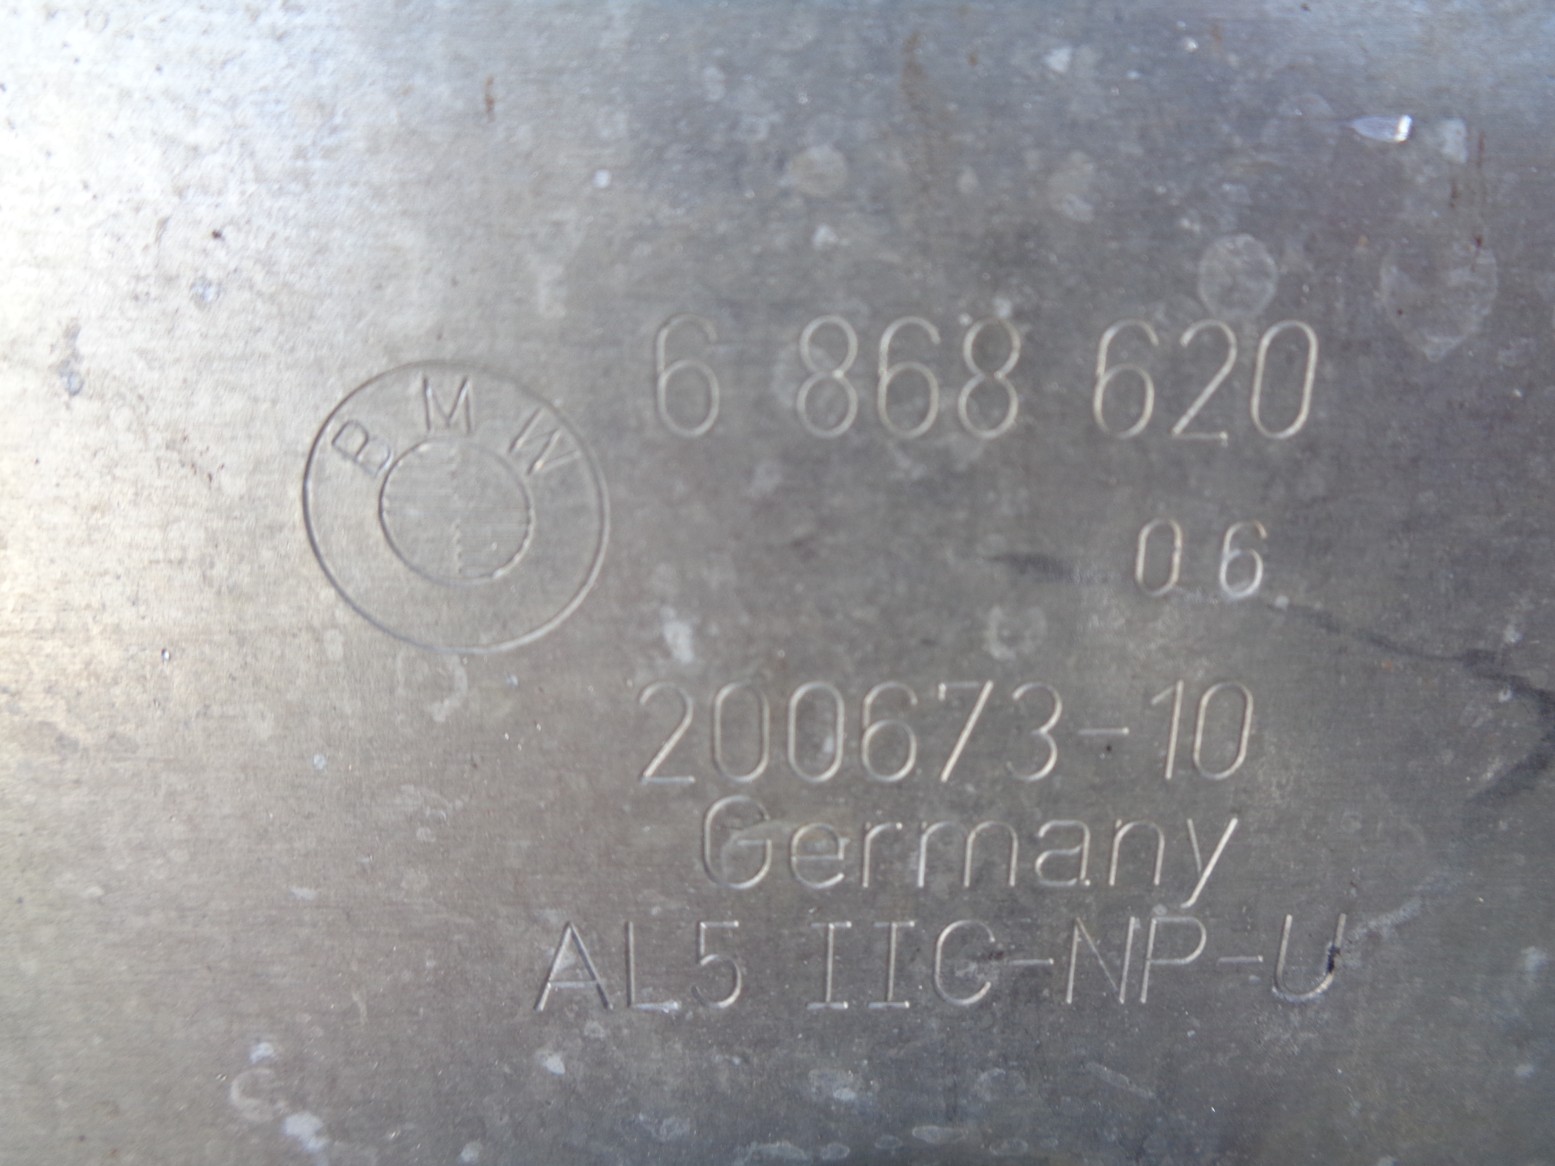 BMW
6 868 620
06
200673-10
Germany
AL5 IIC-NP-U